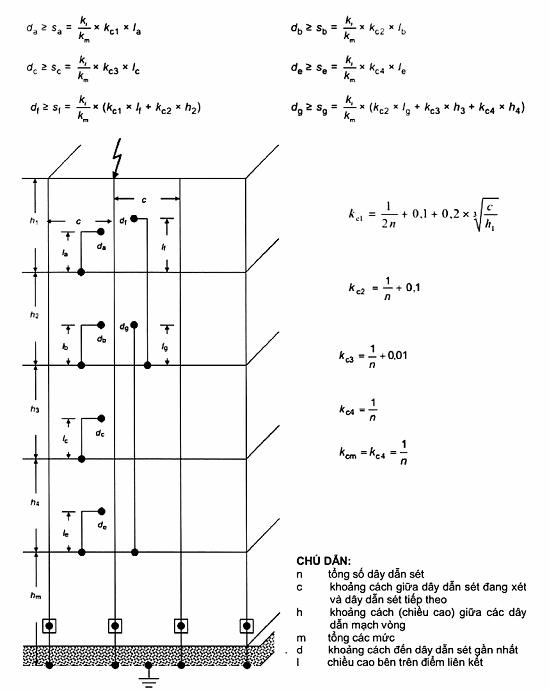 d_a ≥ s_a = k_i/k_m × k_c1 × l_a
d_b ≥ s_b = k_i/k_m × k_c2 × l_b
d_c ≥ s_c = k_i/k_m × k_c3 × l_c
d_e ≥ s_e = k_i/k_m × k_c4 × l_e
d_f ≥ s_f = k_i/k_m × (k_c1 × l_f + k_c2 × h_2)
d_g ≥ s_g = k_i/k_m × (k_c2 × l_g + k_c3 × h_3 + k_c4 × h_4)
c
h_1
c
d_f
d_a
l_a
l_f
k_c1 = 1/2n + 0,1 + 0,2 × ∛(c/h_1)
h_2
k_c2 = 1/n + 0,1
d_b
d_g
l_b
l_g
k_c3 = 1/n + 0,01
h_3
d_c
l_c
k_c4 = 1/n
k_cm = k_c4 = 1/n
h_4
d_e
l_e
h_m
CHÚ DẪN:
n tổng số dây dẫn sét
c khoảng cách giữa dây dẫn sét đang xét
và dây dẫn sét tiếp theo
h khoảng cách (chiều cao) giữa các dây
dẫn mạch vòng
m tổng các mức
d khoảng cách đến dây dẫn sét gần nhất
l chiều cao bên trên điểm liên kết